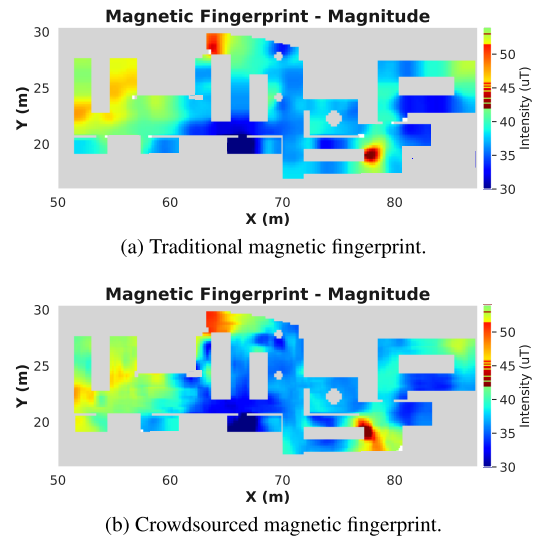 Magnetic Fingerprint - Magnitude
30
25
20
Y (m)
50
60
70
80
X (m)
50
45
40
35
30
Intensity (uT)
(a) Traditional magnetic fingerprint.
Magnetic Fingerprint - Magnitude
30
25
20
Y (m)
50
60
70
80
X (m)
50
45
40
35
30
Intensity (uT)
(b) Crowdsourced magnetic fingerprint.